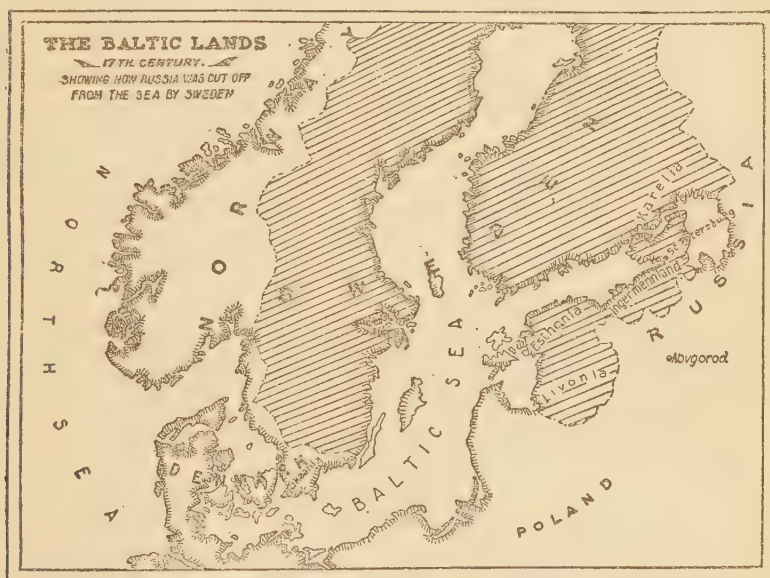 THE BALTIC LANDS
17TH. CENTURY.
SHOWING HOW RUSSIA WAS CUT OFF
FROM THE SEA BY SWEDEN
NORWAY
NORTH SEA
BALTIC SEA
Karelia
St Petersburg
Ingermannland
Esthonia
Livonia
RUSSIA
Novgorod
POLAND